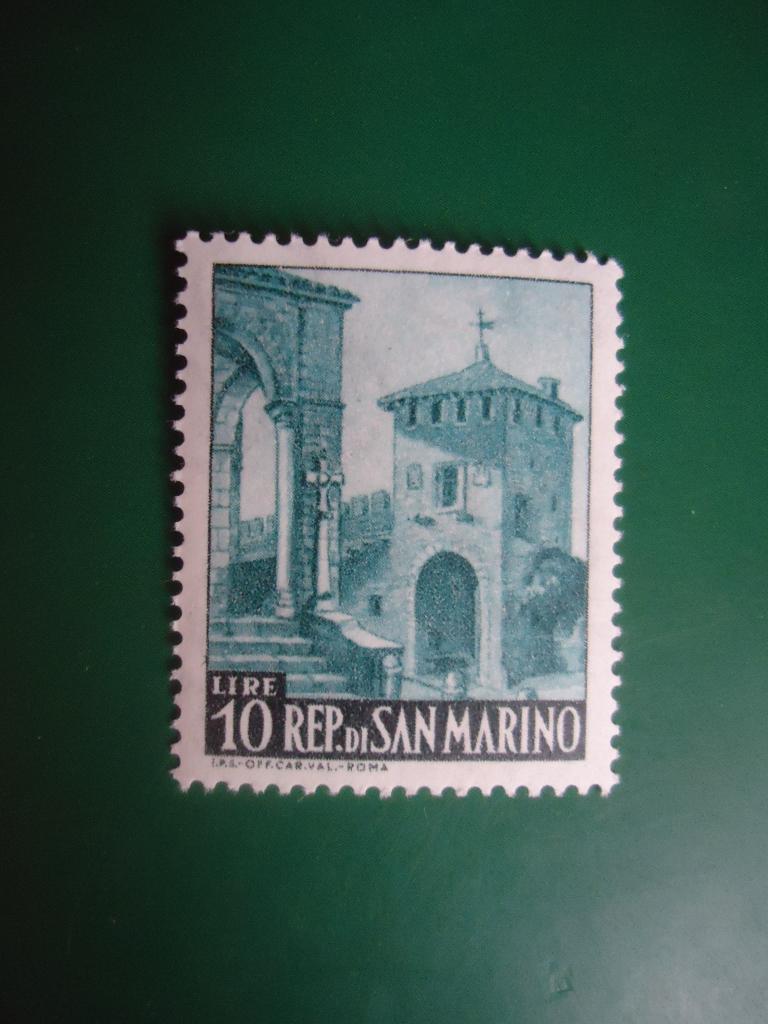 LIRE
10 REP. DI SAN MARINO
I.P.S.-OFF.CAR.VAL.-ROMA